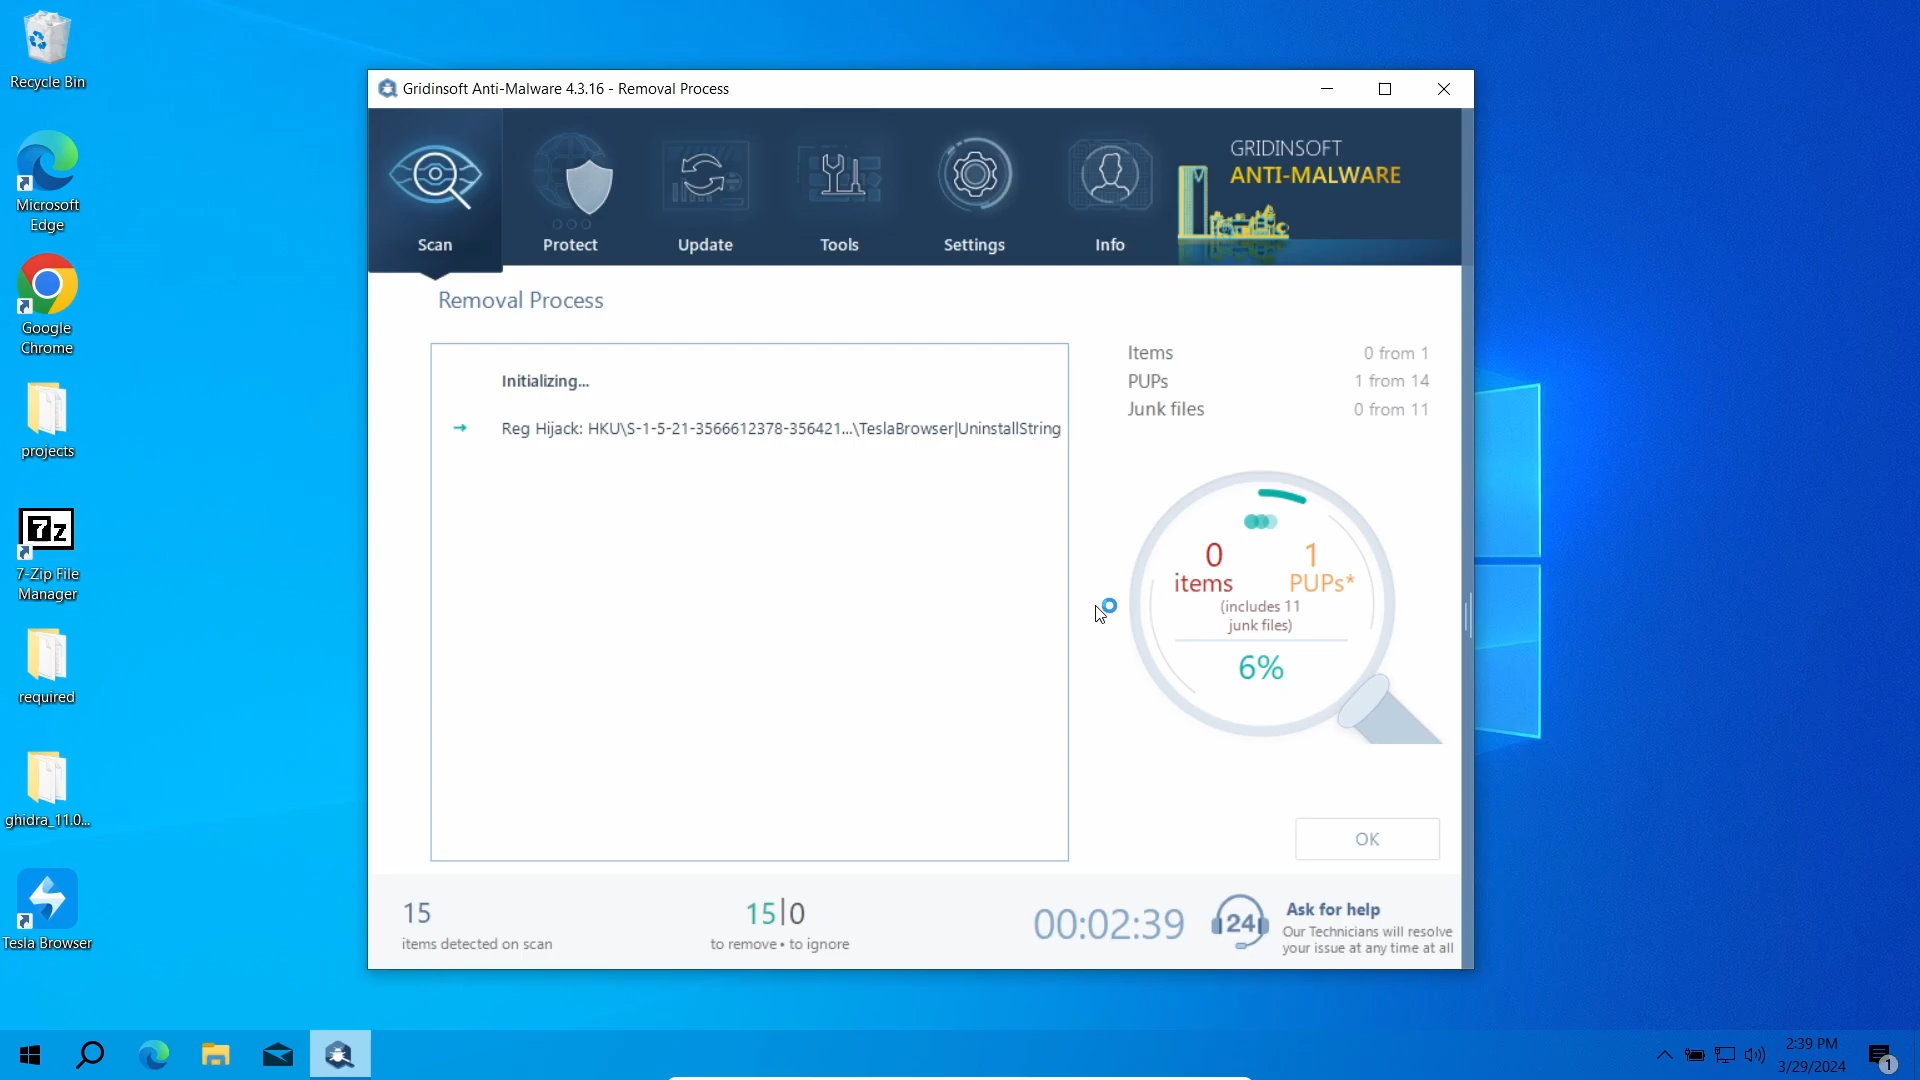 Recycle Bin
Microsoft
Edge
Google
Chrome
projects
7z
7-Zip File
Manager
required
ghidra_11.0...
Tesla Browser
Gridinsoft Anti-Malware 4.3.16 - Removal Process
Scan
Protect
Update
Tools
Settings
Info
GRIDINSOFT
ANTI-MALWARE
Removal Process
Initializing...
Reg Hijack: HKU\S-1-5-21-3566612378-356421...\TeslaBrowser|UninstallString
Items 0 from 1
PUPs 1 from 14
Junk files 0 from 11
0 1
items PUPs*
(includes 11
junk files)
6%
OK
15
items detected on scan
15|0
to remove • to ignore
00:02:39
24
Ask for help
Our Technicians will resolve
your issue at any time at all
2:39 PM
3/29/2024
1